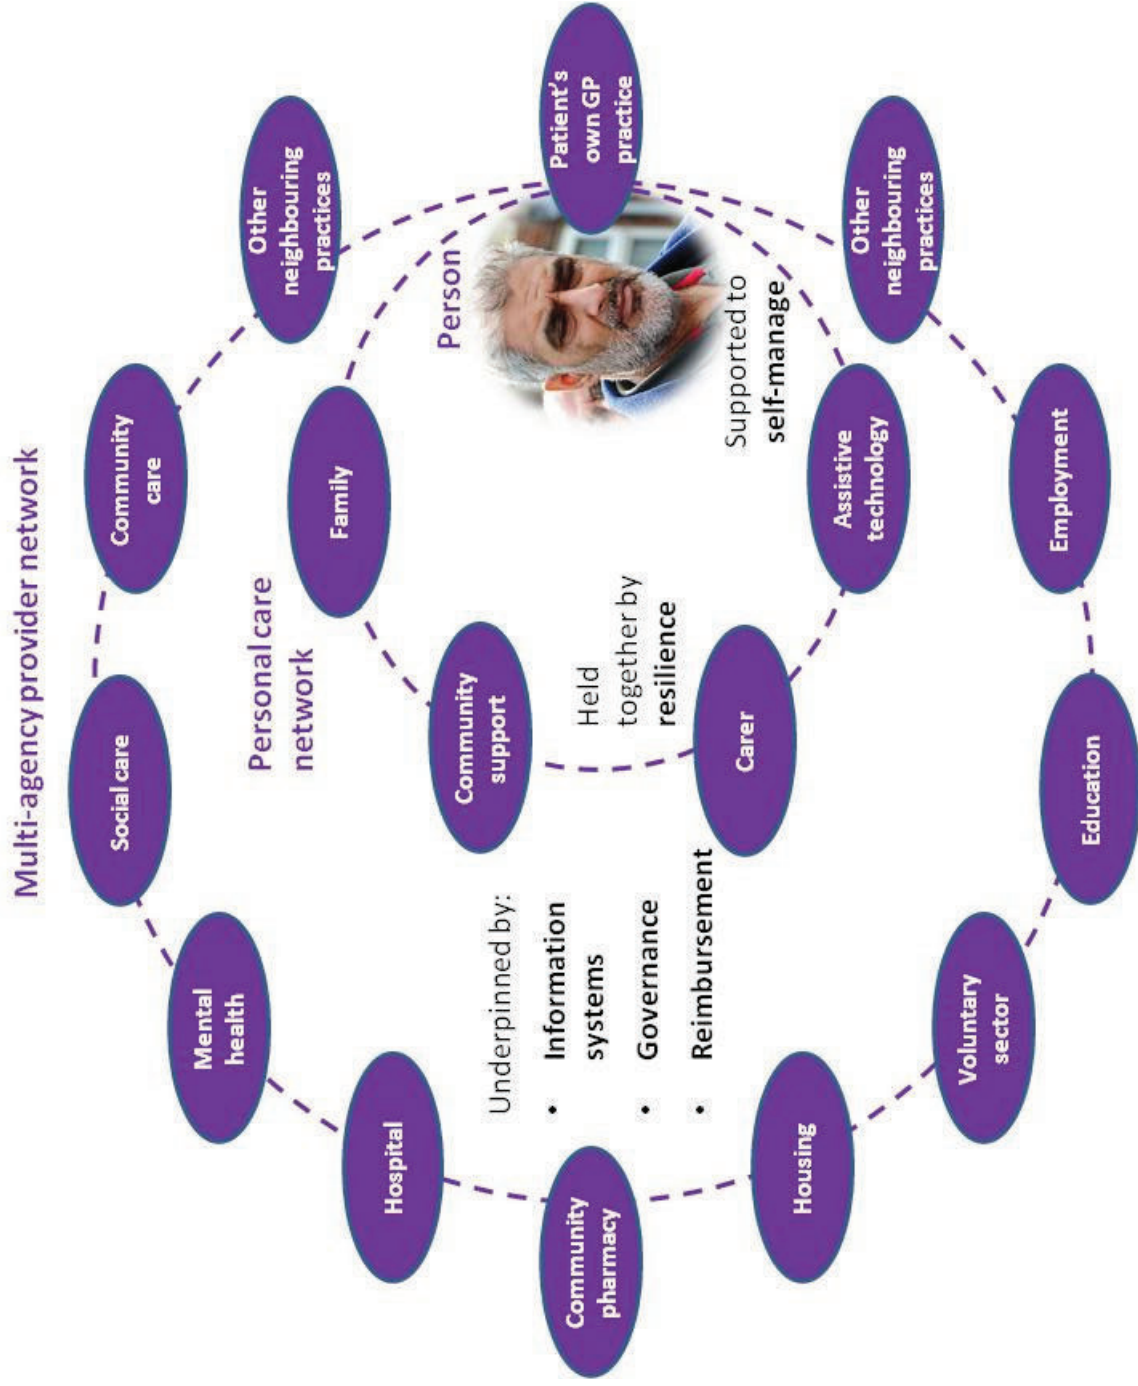 Multi-agency provider network
Personal care
network
Person
Patient's
own GP
practice
Other
neighbouring
practices
Community
care
Social care
Mental
health
Hospital
Community
pharmacy
Housing
Voluntary
sector
Education
Employment
Other
neighbouring
practices
Family
Community
support
Carer
Assistive
technology
Supported to
self-manage
Held
together by
resilience
Underpinned by:
• Information
systems
• Governance
• Reimbursement